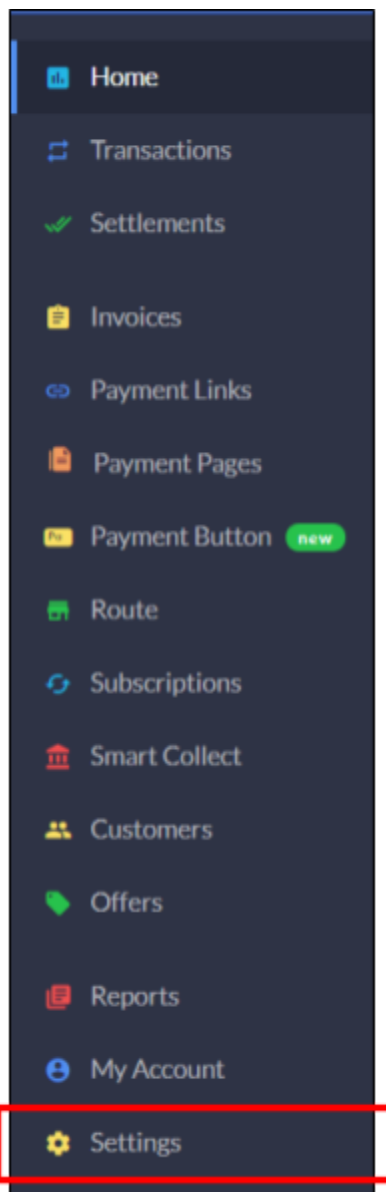 Home
Transactions
Settlements
Invoices
Payment Links
Payment Pages
Payment Button new
Route
Subscriptions
Smart Collect
Customers
Offers
Reports
My Account
Settings